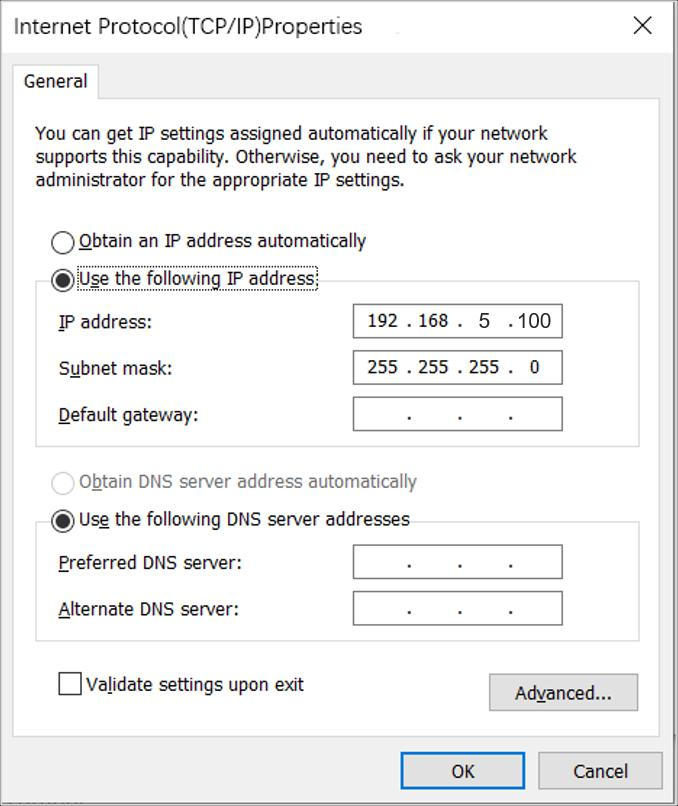 Internet Protocol(TCP/IP)Properties
General
You can get IP settings assigned automatically if your network
supports this capability. Otherwise, you need to ask your network
administrator for the appropriate IP settings.
Obtain an IP address automatically
Use the following IP address
IP address: 192 . 168 . 5 . 100
Subnet mask: 255 . 255 . 255 . 0
Default gateway: . . .
Obtain DNS server address automatically
Use the following DNS server addresses
Preferred DNS server: . . .
Alternate DNS server: . . .
Validate settings upon exit
Advanced...
OK Cancel